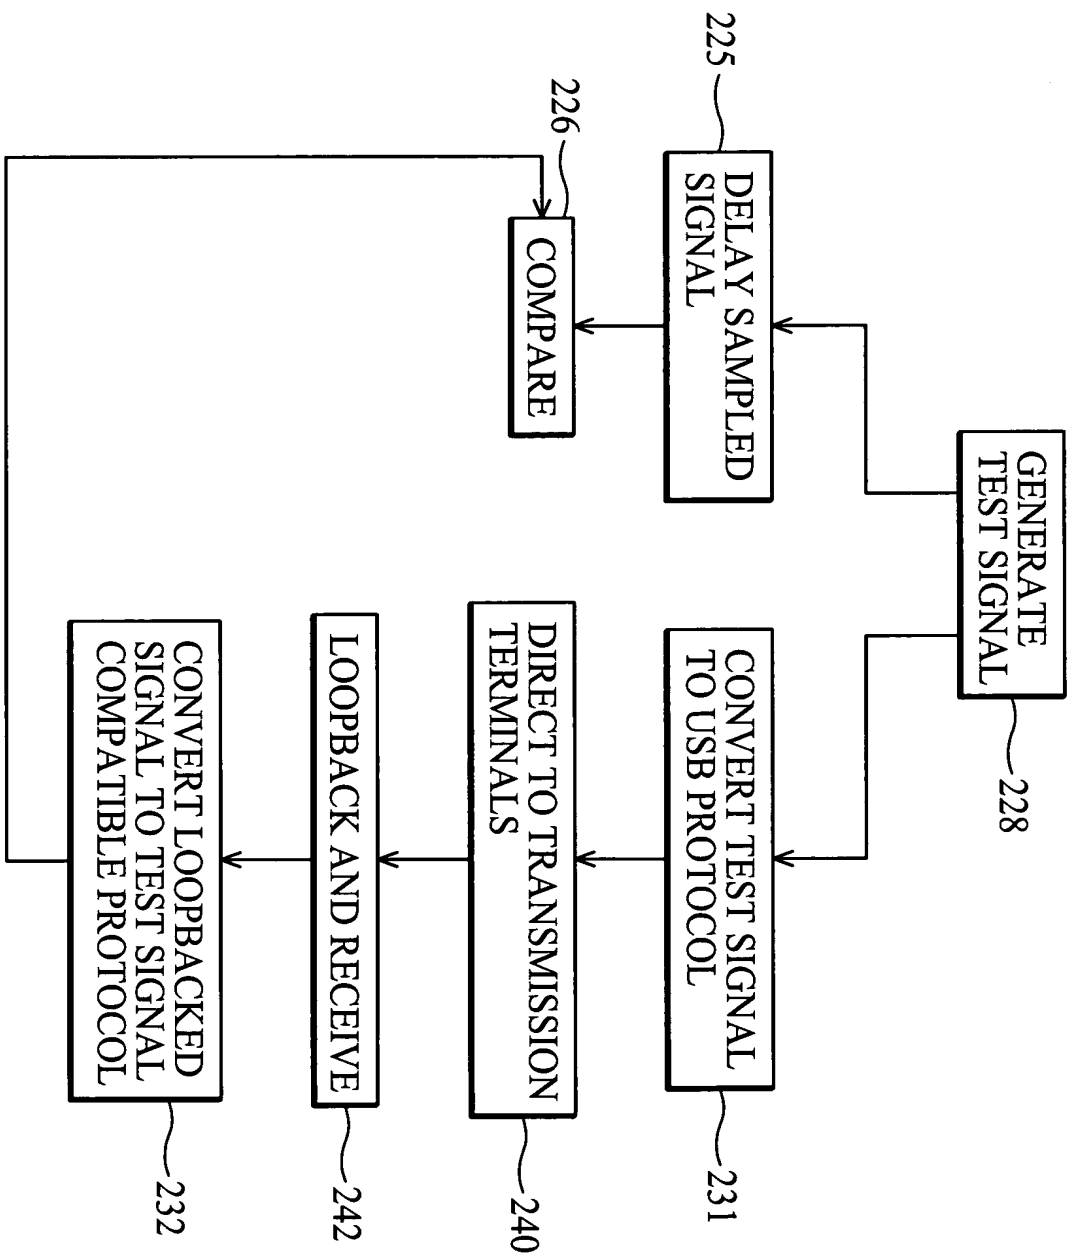 GENERATE
TEST SIGNAL
228
225
DELAY SAMPLED
SIGNAL
CONVERT TEST SIGNAL
TO USB PROTOCOL
231
226
COMPARE
DIRECT TO TRANSMISSION
TERMINALS
240
LOOPBACK AND RECEIVE
242
CONVERT LOOPBACKED
SIGNAL TO TEST SIGNAL
COMPATIBLE PROTOCOL
232